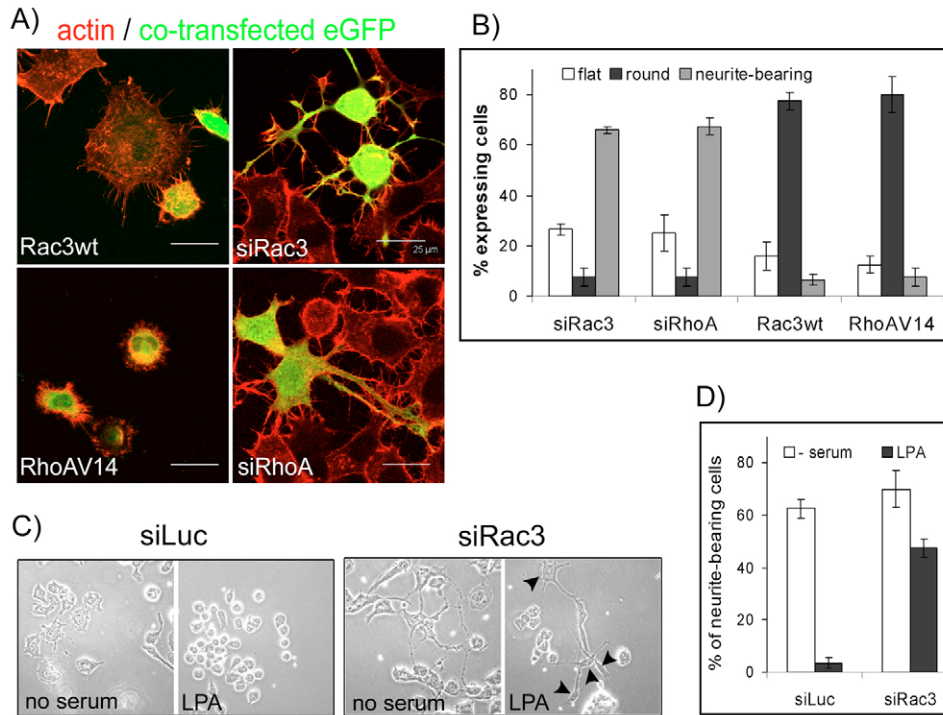 A)
actin / co-transfected eGFP
Rac3wt
siRac3
25 µm
RhoAV14
siRhoA
B)
flat round neurite-bearing
% expressing cells
80
60
40
20
0
siRac3 siRhoA Rac3wt RhoAV14
C)
siLuc
siRac3
no serum
LPA
no serum
LPA
D)
- serum LPA
% of neurite-bearing cells
80
60
40
20
0
siLuc siRac3